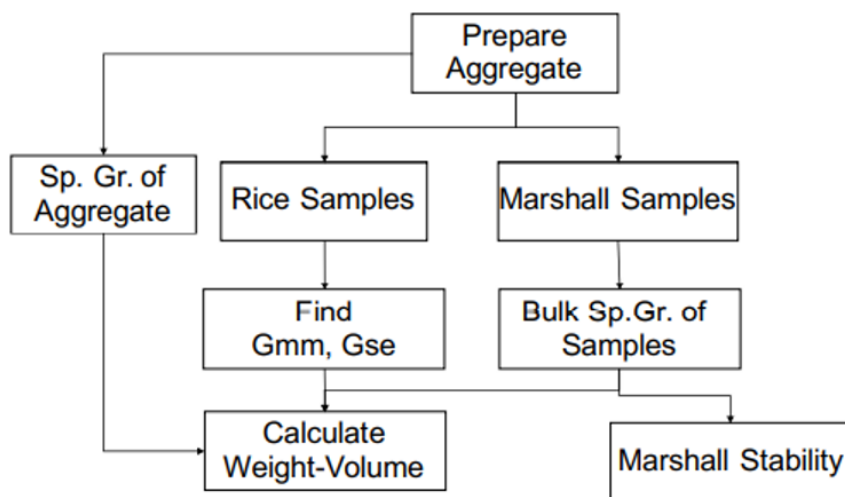 Prepare
Aggregate
Sp. Gr. of
Aggregate
Rice Samples
Marshall Samples
Find
Gmm, Gse
Bulk Sp.Gr. of
Samples
Calculate
Weight-Volume
Marshall Stability